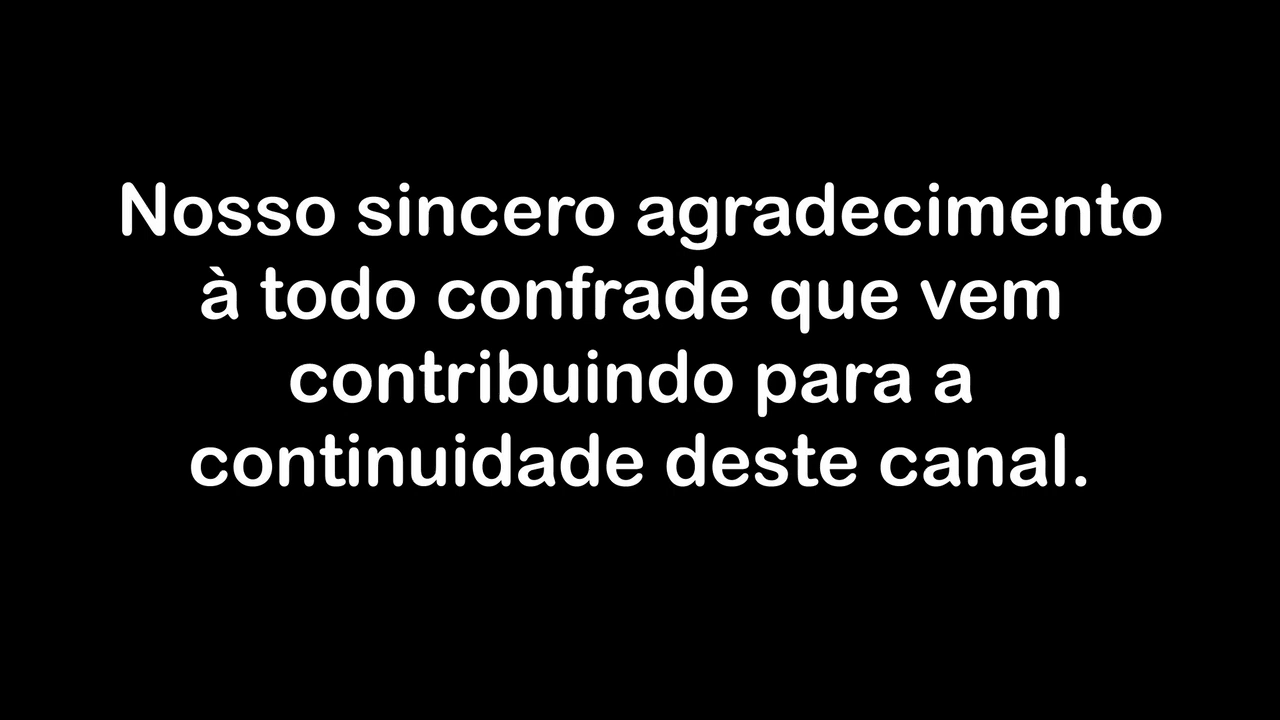 Nosso sincero agradecimento
à todo confrade que vem
contribuindo para a
continuidade deste canal.